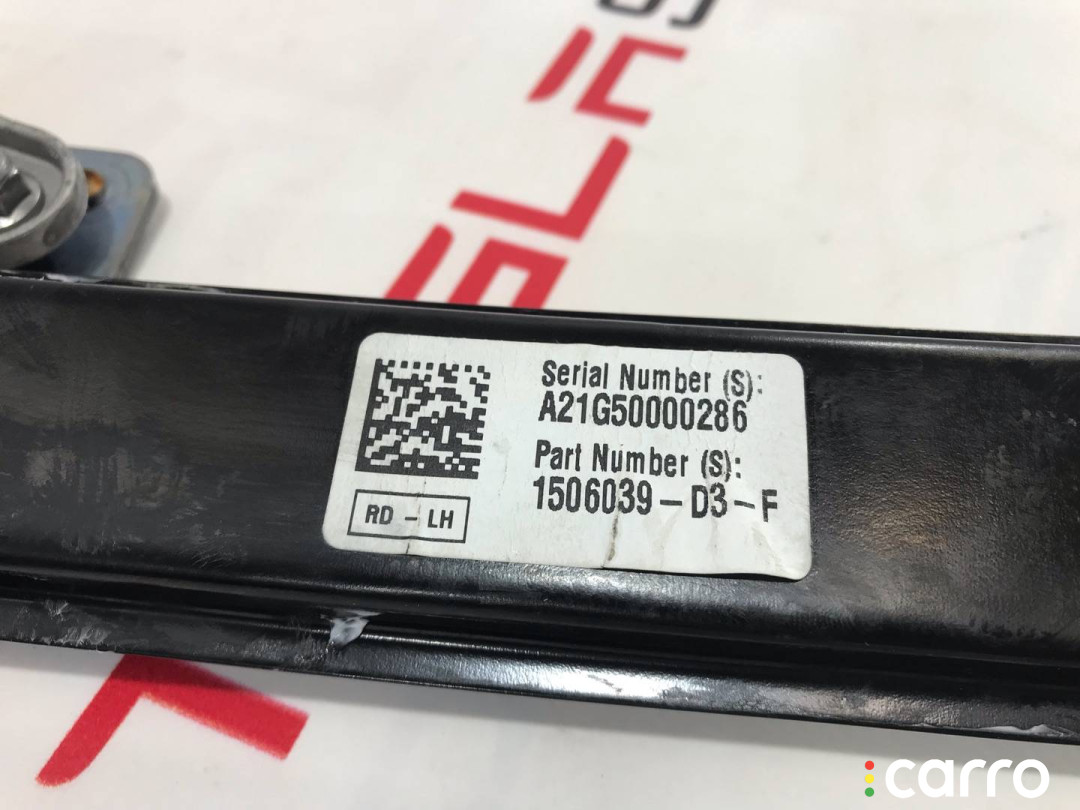 Serial Number (S):
A21G50000286
Part Number (S):
1506039-D3-F
RD - LH
carro